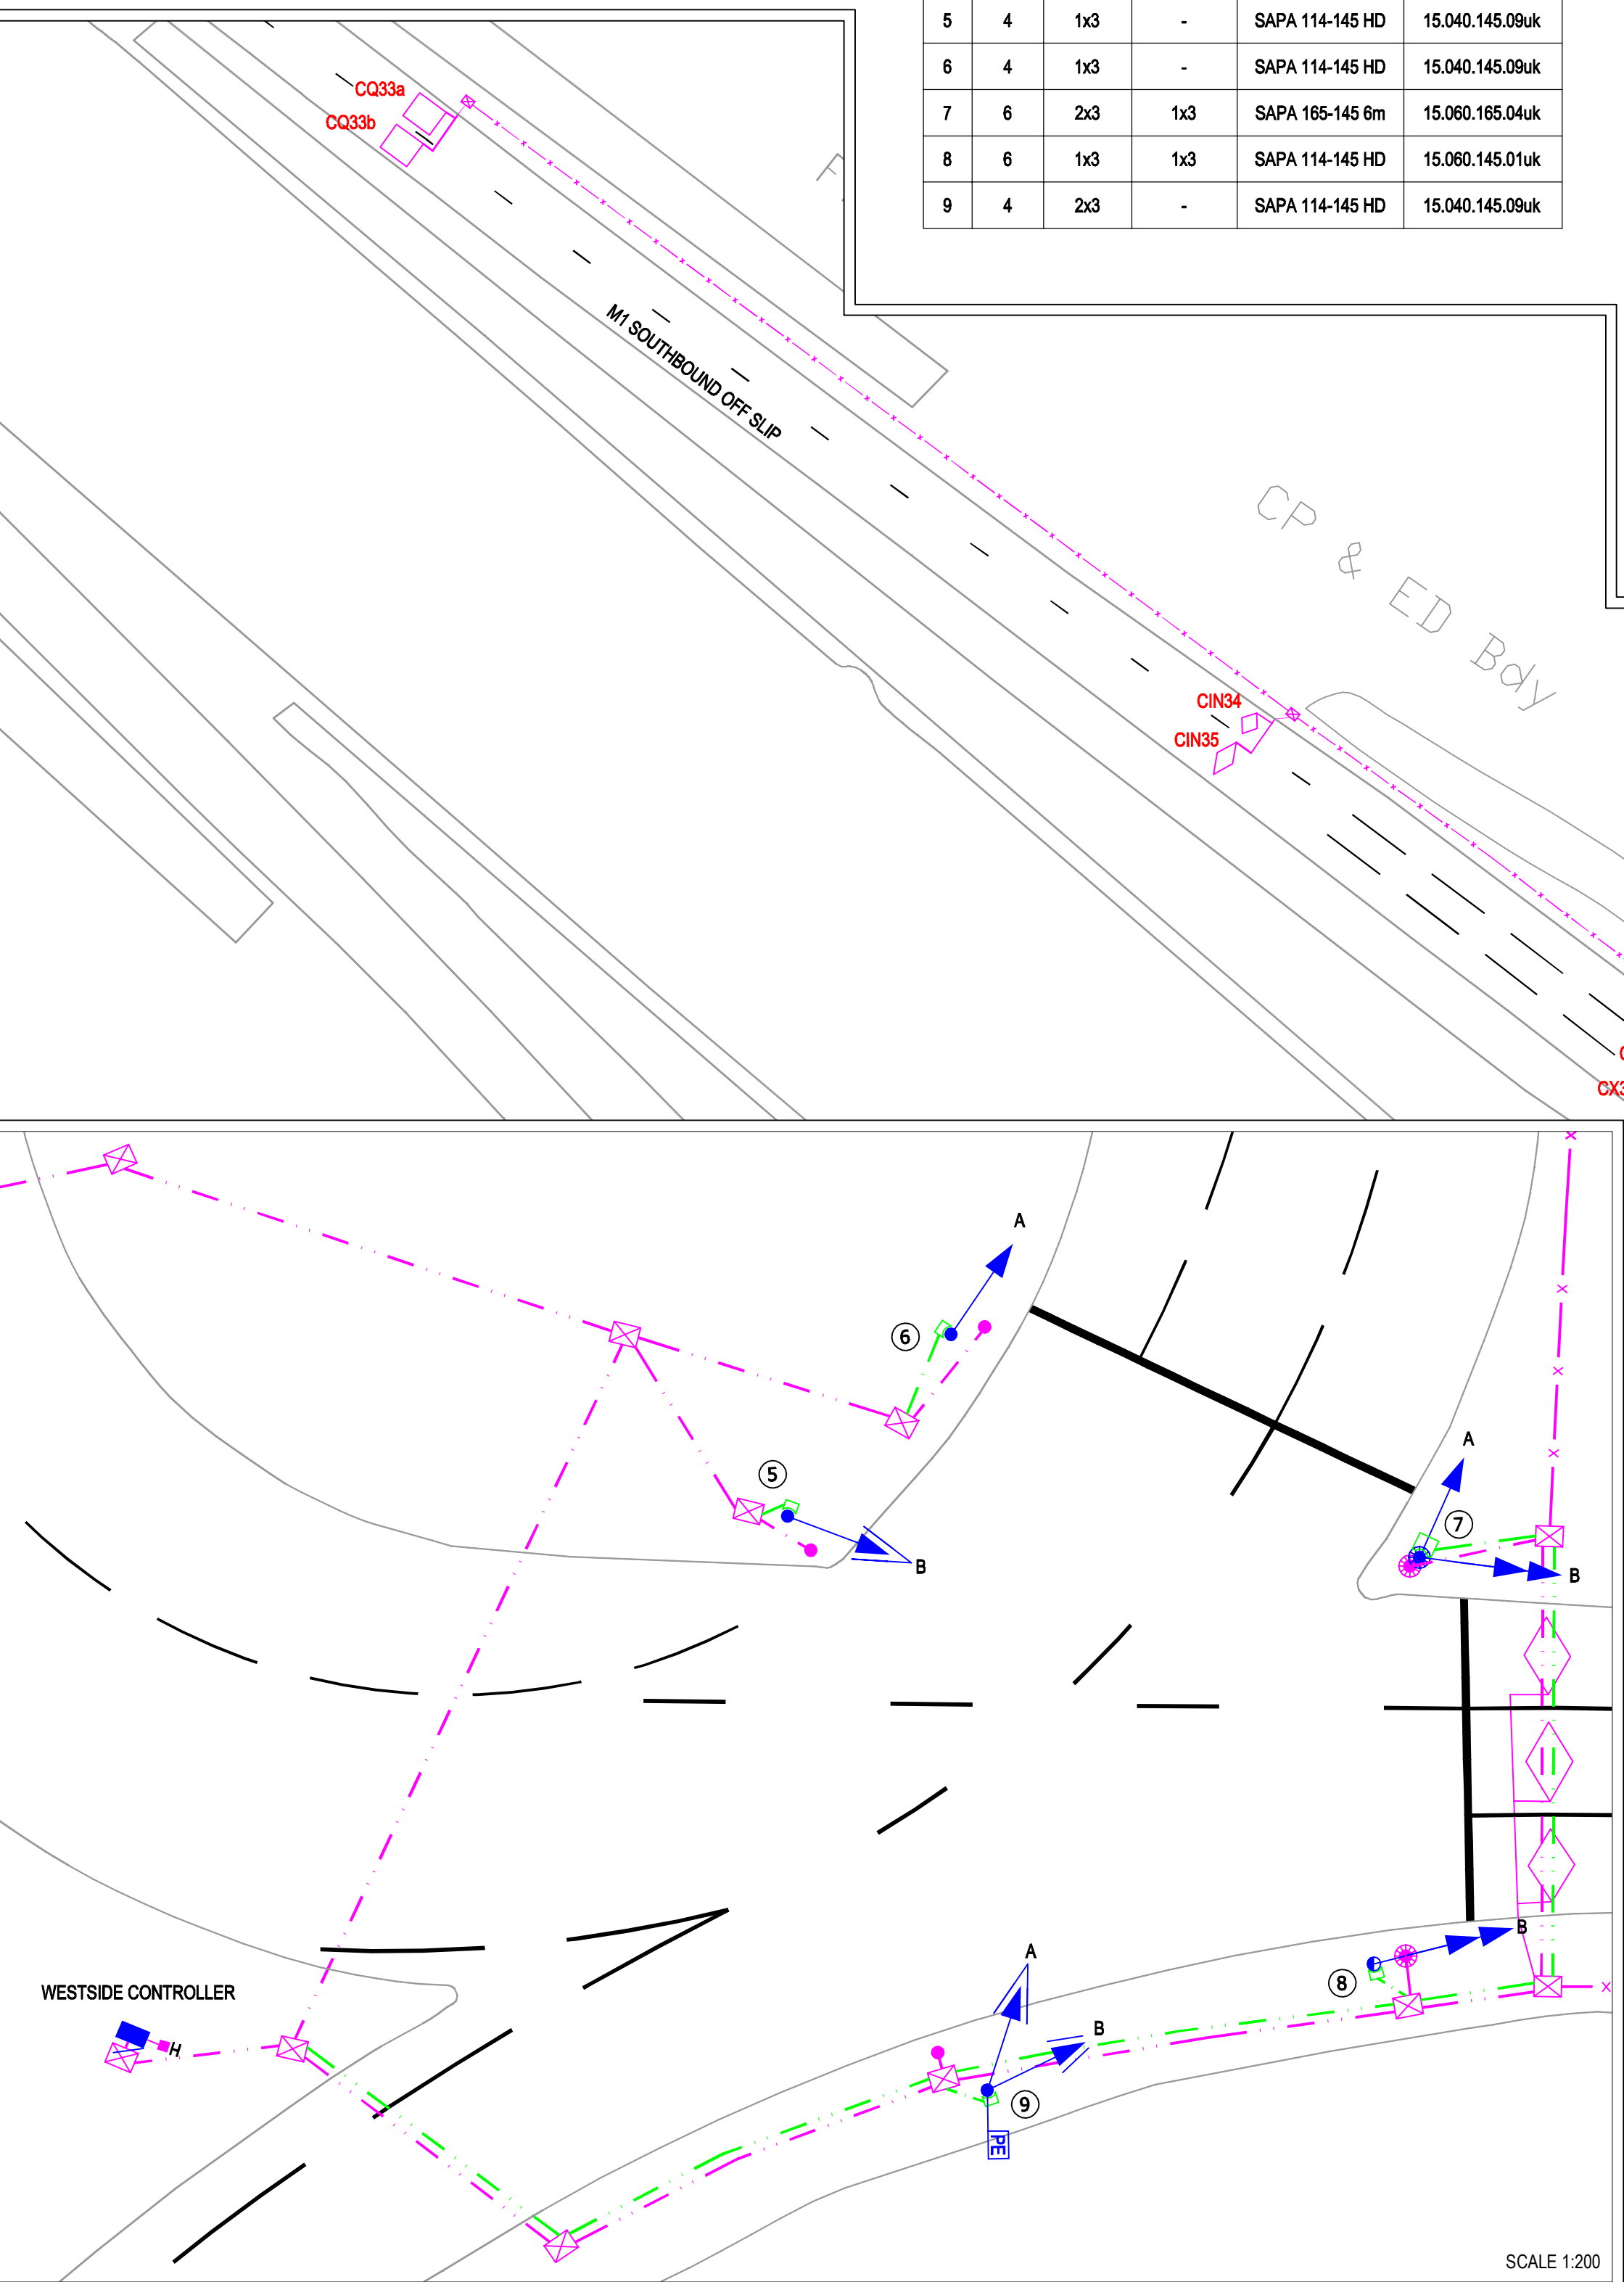 5 4 1x3 - SAPA 114-145 HD 15.040.145.09uk
6 4 1x3 - SAPA 114-145 HD 15.040.145.09uk
7 6 2x3 1x3 SAPA 165-145 6m 15.060.165.04uk
8 6 1x3 1x3 SAPA 114-145 HD 15.060.145.01uk
9 4 2x3 - SAPA 114-145 HD 15.040.145.09uk
CQ33a
CQ33b
M1 SOUTHBOUND OFF SLIP
CP & ED Bay
CIN34
CIN35
CX3
A
6
5
B
A
7
B
B
8
A
B
9
PE
WESTSIDE CONTROLLER
H
SCALE 1:200